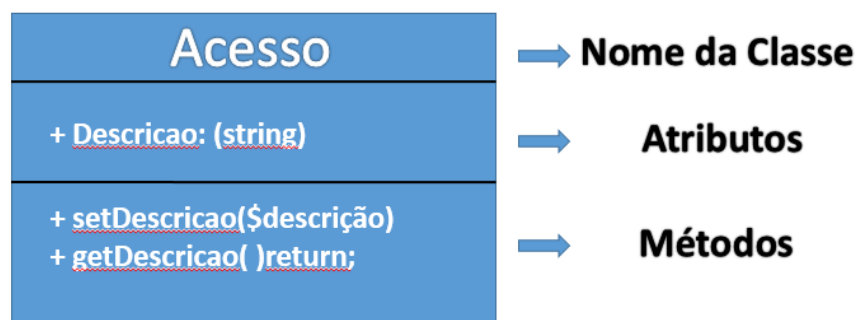 Acesso
Nome da Classe
+ Descricao: (string)
Atributos
+ setDescricao($descrição)
+ getDescricao( )return;
Métodos